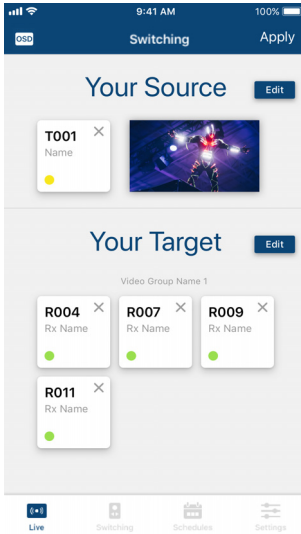 9:41 AM
100%
OSD
Switching
Apply
Your Source
Edit
T001
Name
Your Target
Edit
Video Group Name 1
R004
Rx Name
R007
Rx Name
R009
Rx Name
R011
Rx Name
Live
Switching
Schedules
Settings